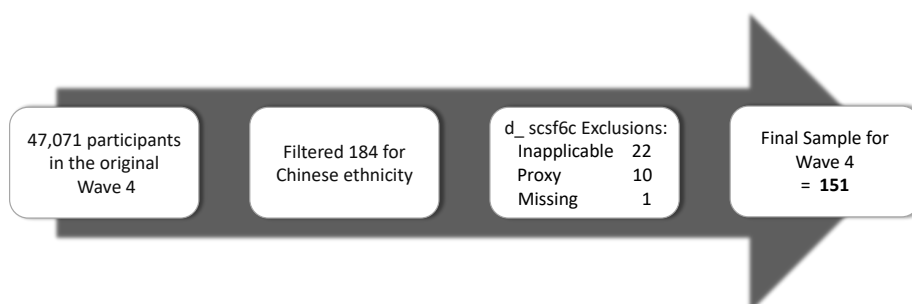 47,071 participants
in the original
Wave 4
Filtered 184 for
Chinese ethnicity
d_ scsf6c Exclusions:
Inapplicable 22
Proxy 10
Missing 1
Final Sample for
Wave 4
= 151